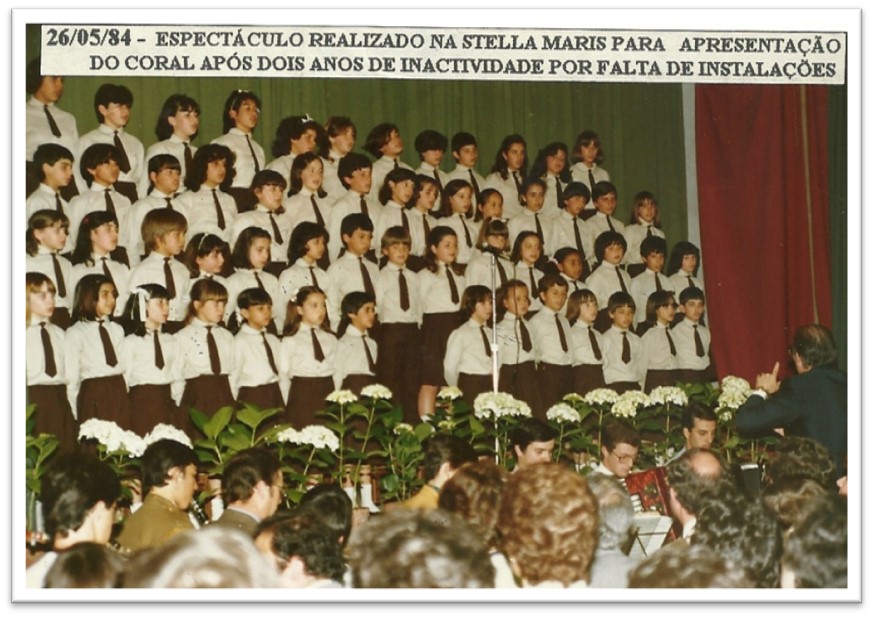 26/05/84 - ESPECTÁCULO REALIZADO NA STELLA MARIS PARA APRESENTAÇÃO
DO CORAL APÓS DOIS ANOS DE INACTIVIDADE POR FALTA DE INSTALAÇÕES